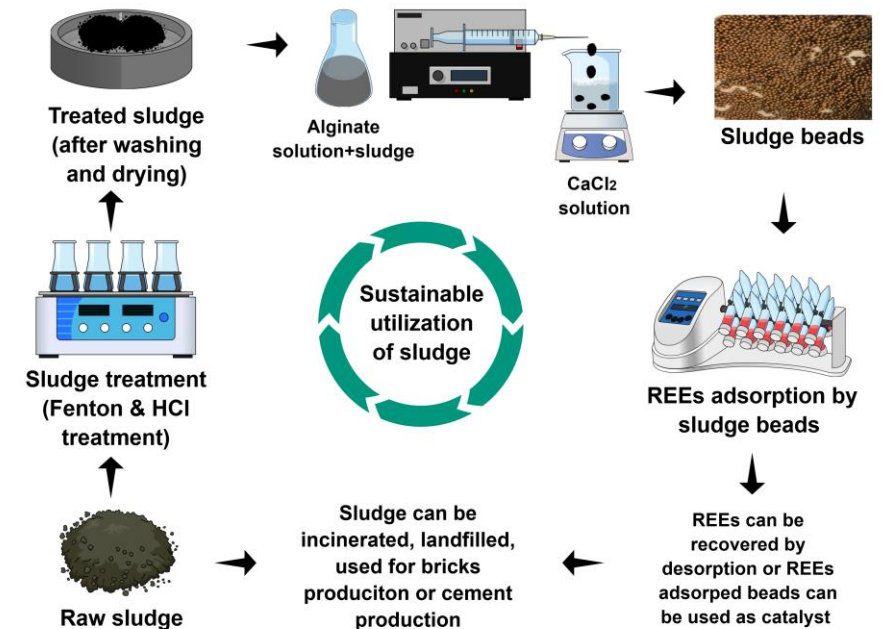 Treated sludge
(after washing
and drying)
Alginate
solution+sludge
CaCl₂
solution
Sludge beads
Sludge treatment
(Fenton & HCl
treatment)
Sustainable
utilization
of sludge
REEs adsorption by
sludge beads
Raw sludge
Sludge can be
incinerated, landfilled,
used for bricks
produciton or cement
production
REEs can be
recovered by
desorption or REEs
adsorped beads can
be used as catalyst